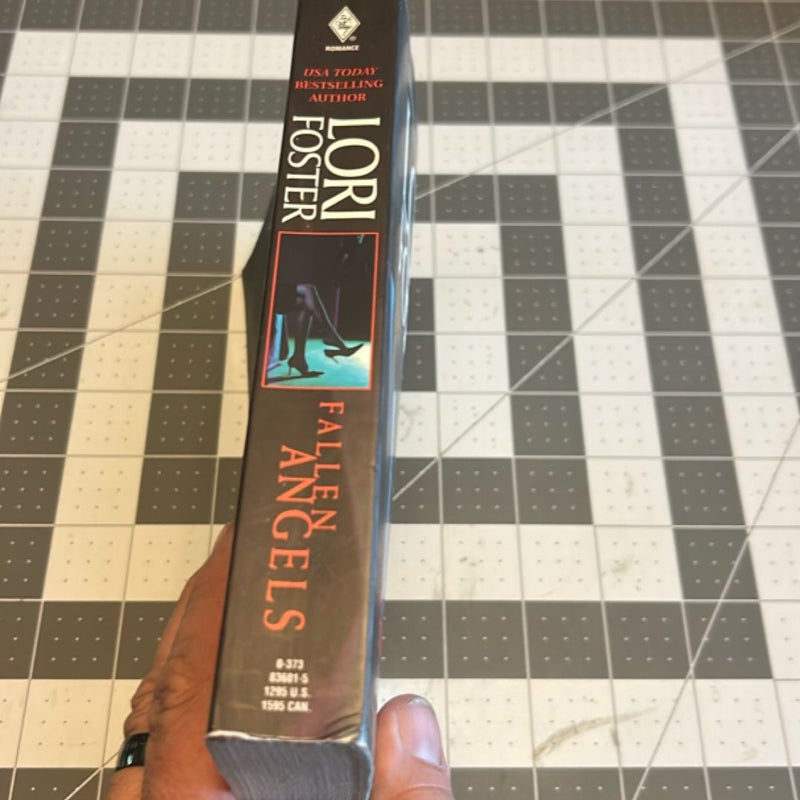 ROMANCE
USA TODAY
BESTSELLING
AUTHOR
LORI
FOSTER
FALLEN
ANGELS
0-373
83601-5
1295 U.S.
1595 CAN.